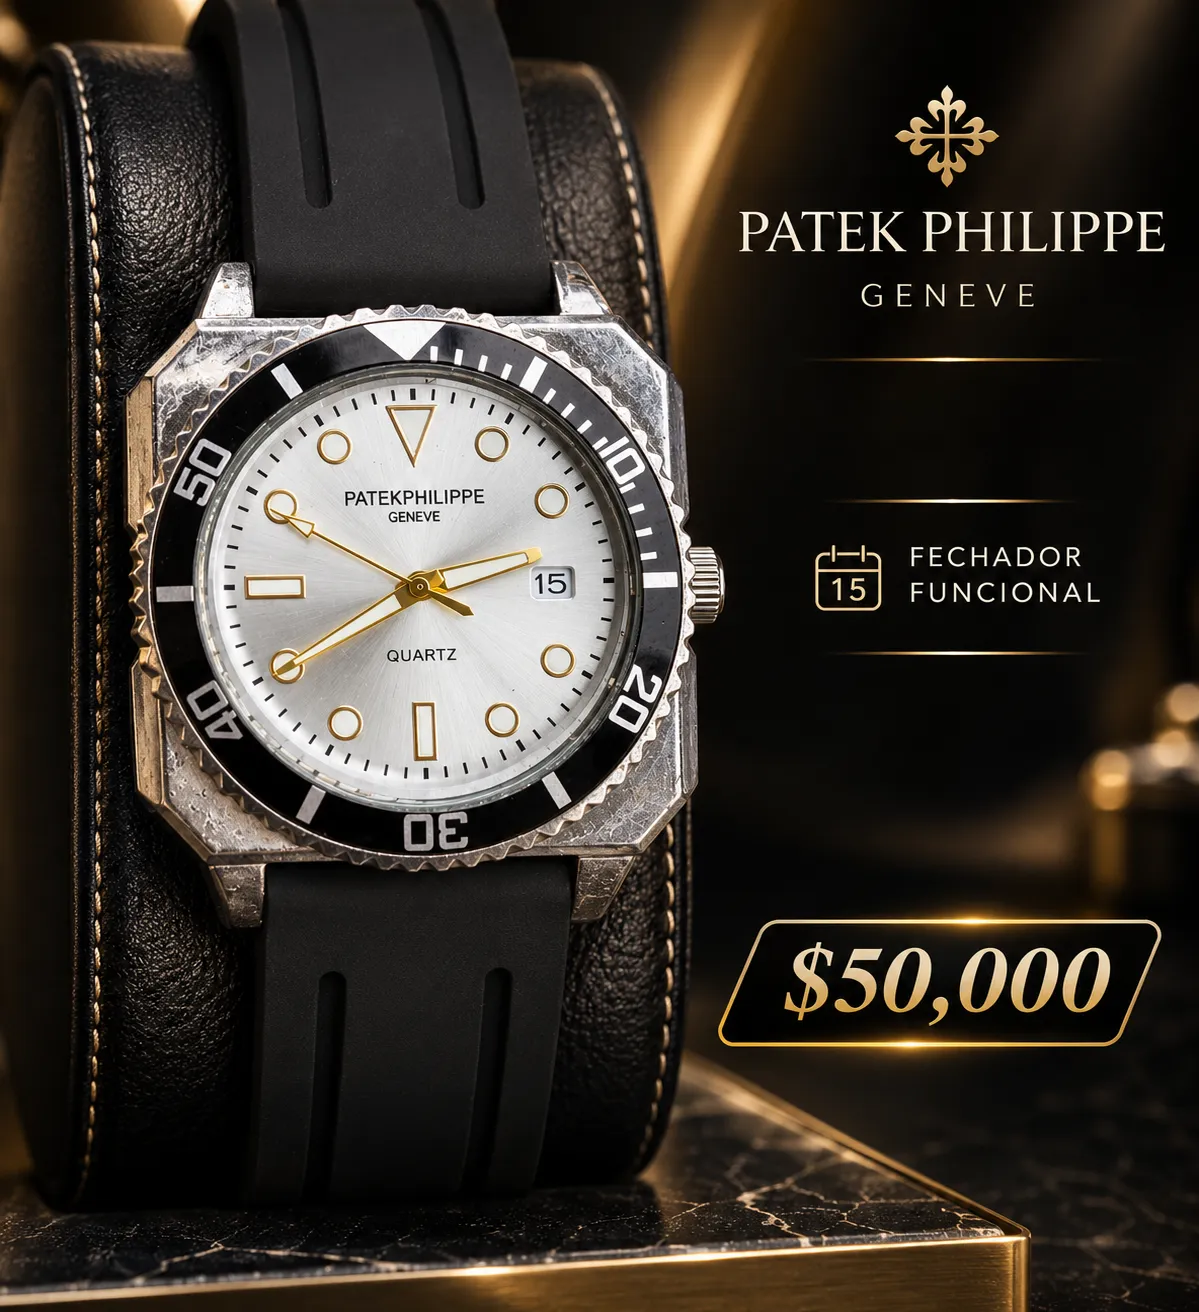 PATEK PHILIPPE
GENEVE
FECHADOR
FUNCIONAL
15
$50,000
50
10
PATEKPHILIPPE
GENEVE
15
QUARTZ
40
20
30